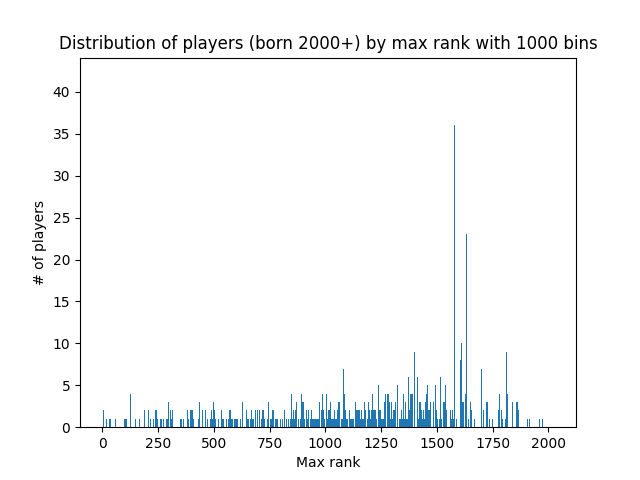 Distribution of players (born 2000+) by max rank with 1000 bins
40
35
30
25
20
15
10
5
0
# of players
0 250 500 750 1000 1250 1500 1750 2000
Max rank